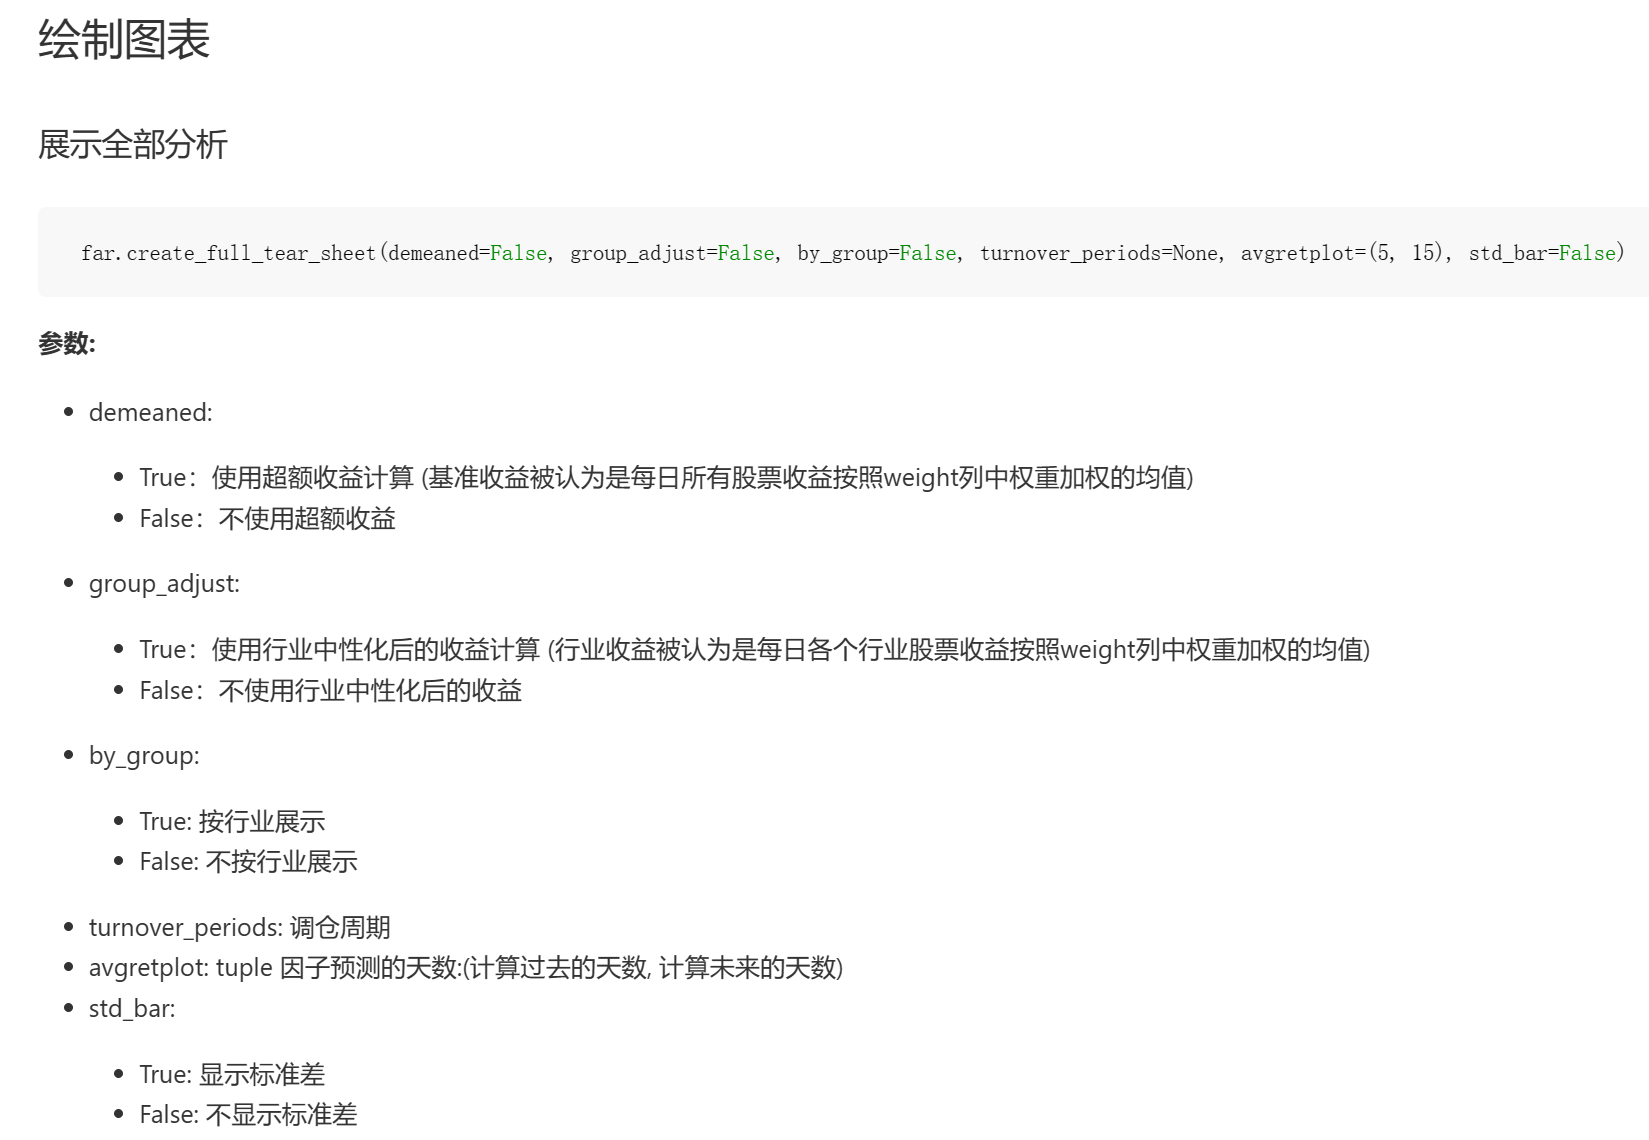 绘制图表
展示全部分析
far.create_full_tear_sheet(demeaned=False, group_adjust=False, by_group=False, turnover_periods=None, avgretplot=(5, 15), std_bar=False)
参数:
demeaned:
True：使用超额收益计算 (基准收益被认为是每日所有股票收益按照weight列中权重加权的均值)
False：不使用超额收益
group_adjust:
True：使用行业中性化后的收益计算 (行业收益被认为是每日各个行业股票收益按照weight列中权重加权的均值)
False：不使用行业中性化后的收益
by_group:
True: 按行业展示
False: 不按行业展示
turnover_periods: 调仓周期
avgretplot: tuple 因子预测的天数:(计算过去的天数, 计算未来的天数)
std_bar:
True: 显示标准差
False: 不显示标准差